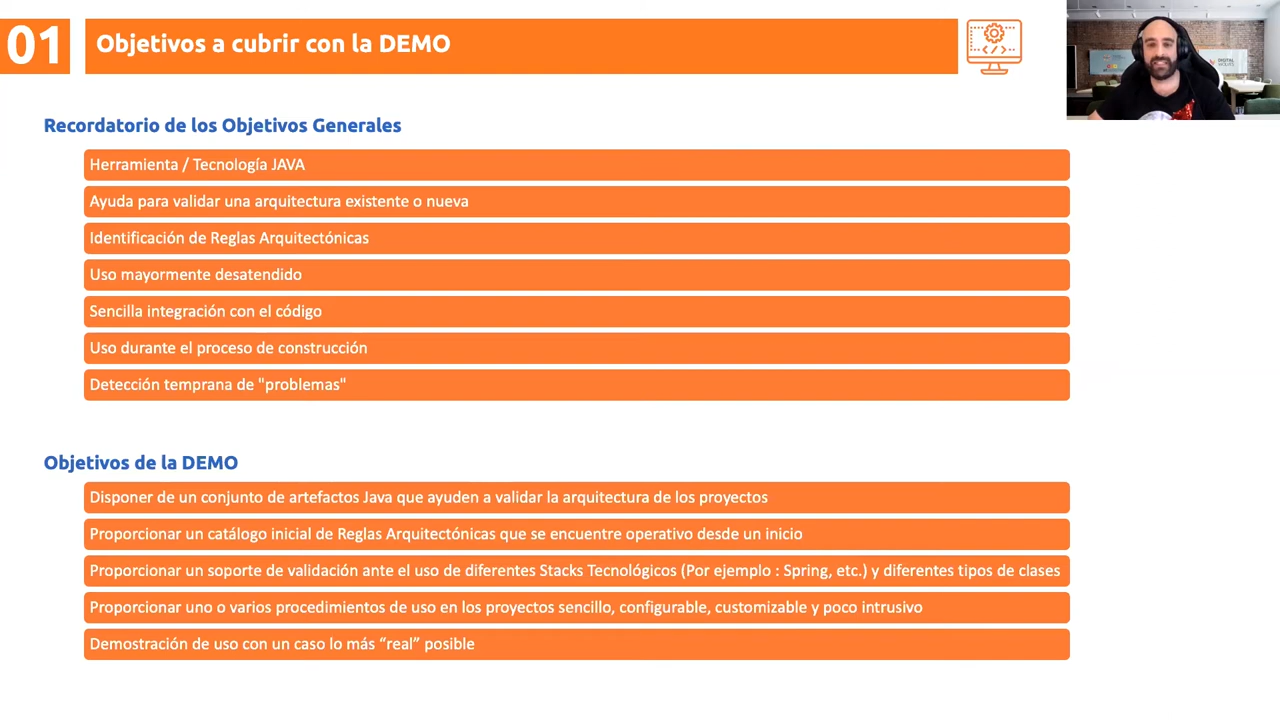 01
Objetivos a cubrir con la DEMO
Recordatorio de los Objetivos Generales
Herramienta / Tecnología JAVA
Ayuda para validar una arquitectura existente o nueva
Identificación de Reglas Arquitectónicas
Uso mayormente desatendido
Sencilla integración con el código
Uso durante el proceso de construcción
Detección temprana de "problemas"
Objetivos de la DEMO
Disponer de un conjunto de artefactos Java que ayuden a validar la arquitectura de los proyectos
Proporcionar un catálogo inicial de Reglas Arquitectónicas que se encuentre operativo desde un inicio
Proporcionar un soporte de validación ante el uso de diferentes Stacks Tecnológicos (Por ejemplo : Spring, etc.) y diferentes tipos de clases
Proporcionar uno o varios procedimientos de uso en los proyectos sencillo, configurable, customizable y poco intrusivo
Demostración de uso con un caso lo más “real” posible